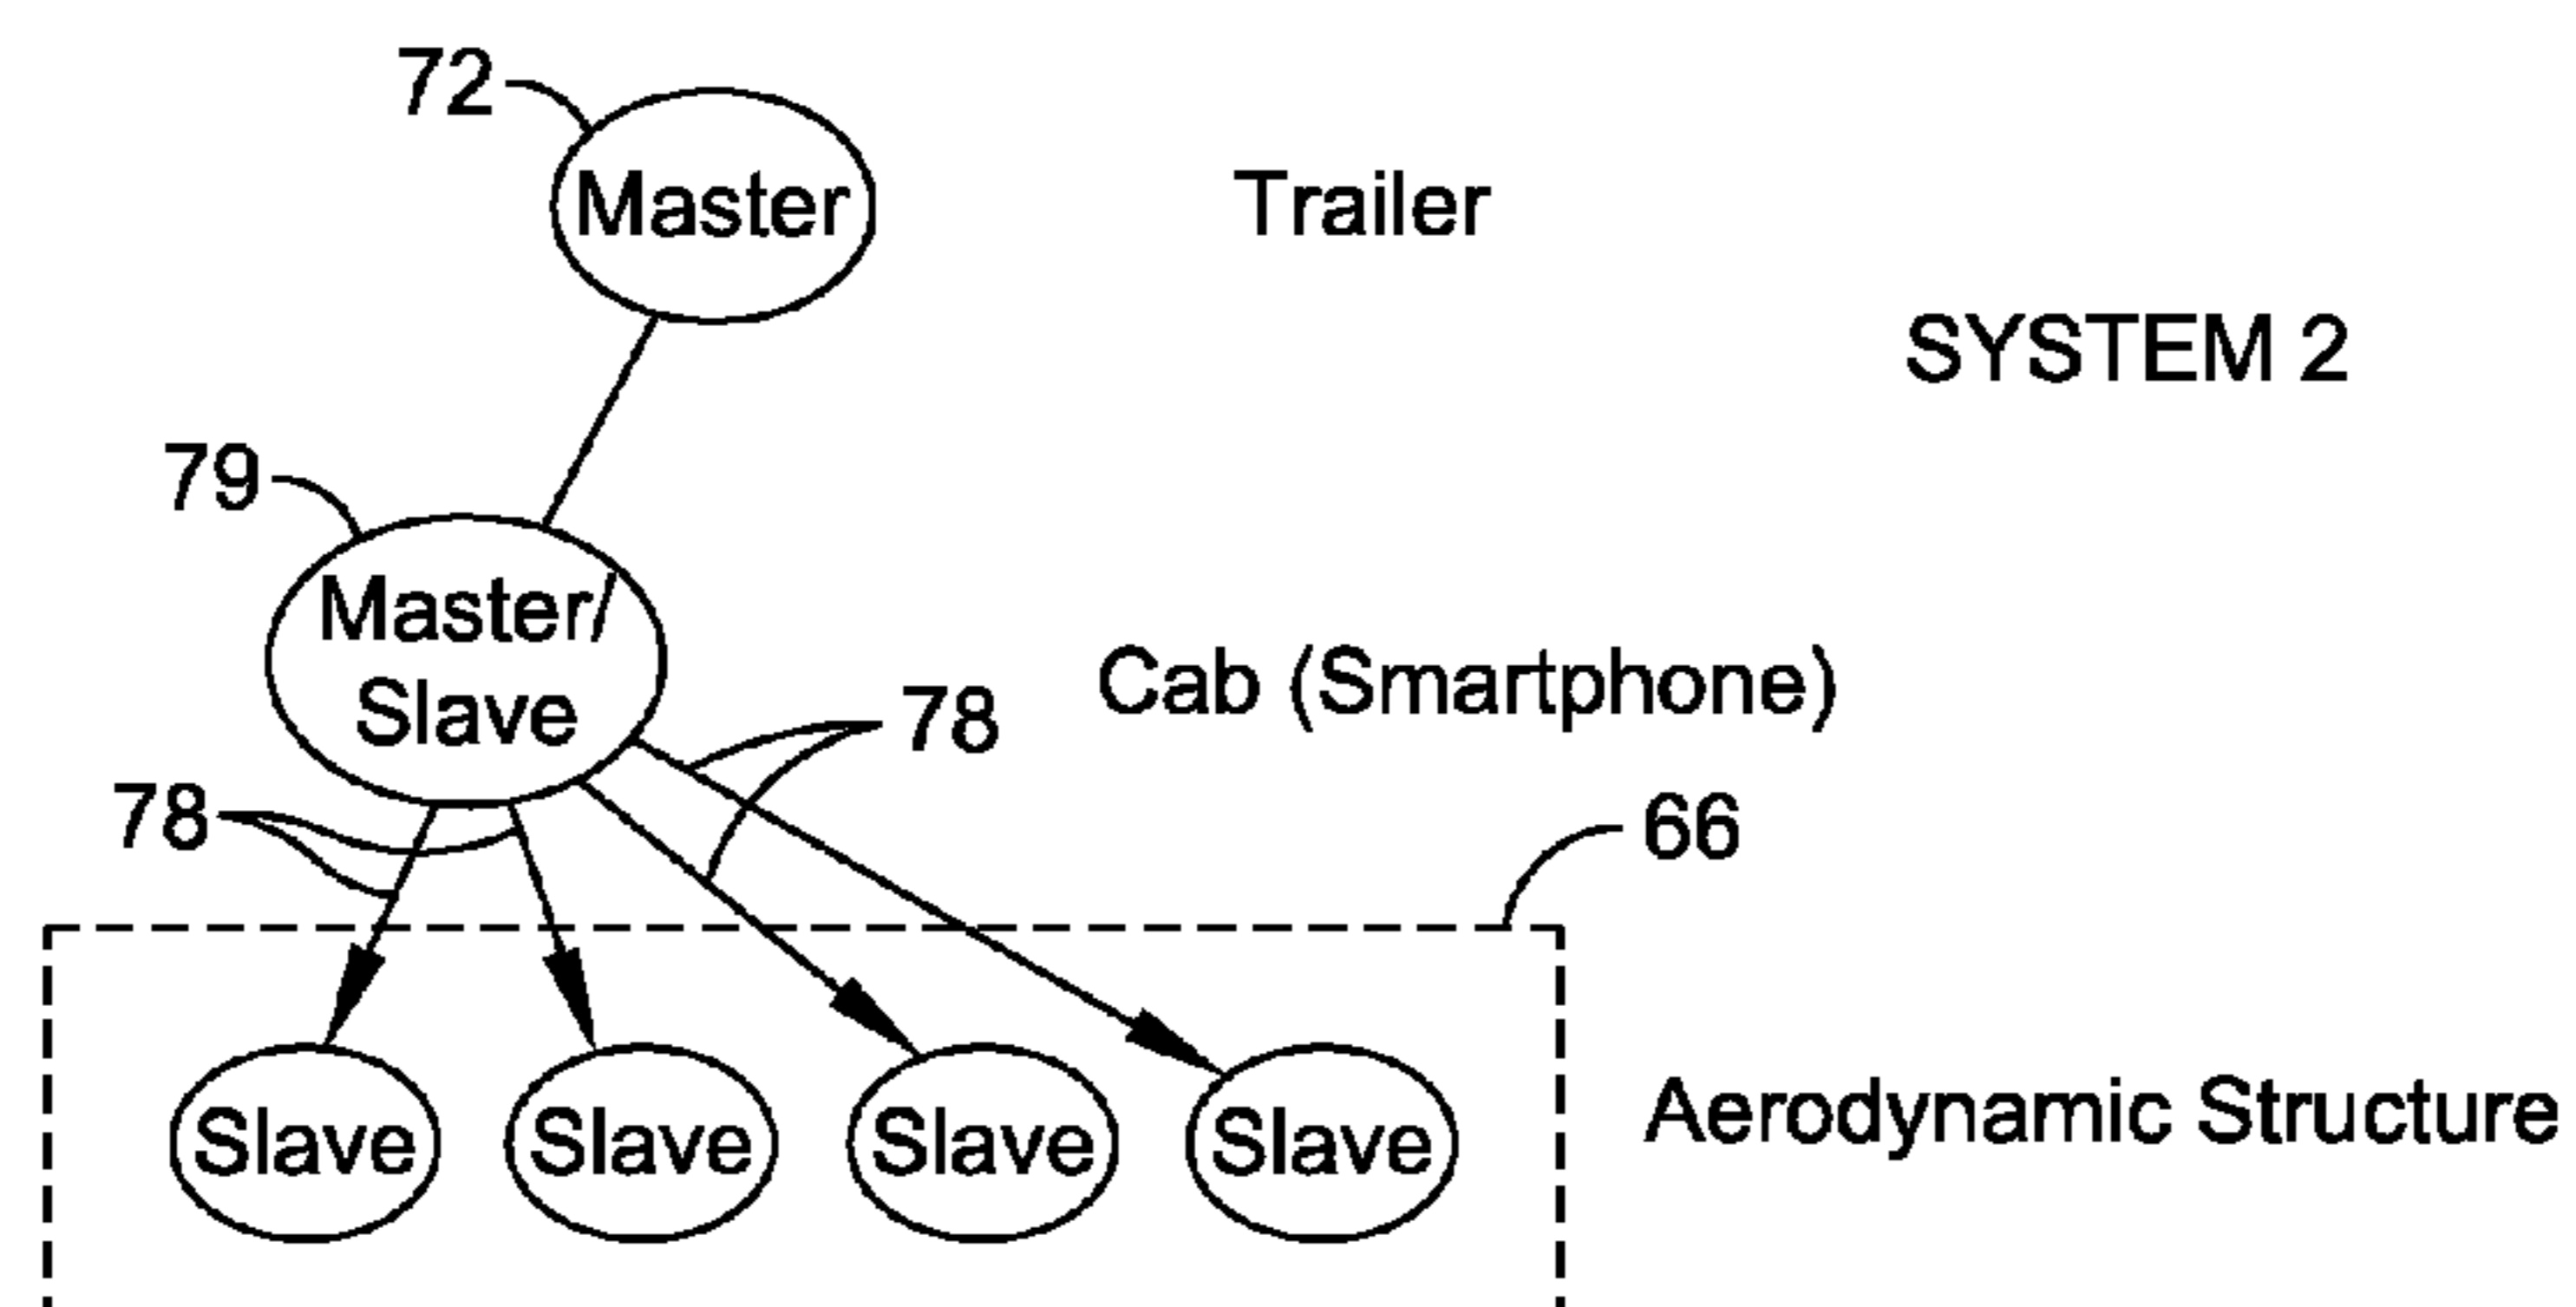 72
Master
Trailer
SYSTEM 2
79
Master/
Slave
Cab (Smartphone)
78
78
66
Slave Slave Slave Slave
Aerodynamic Structure